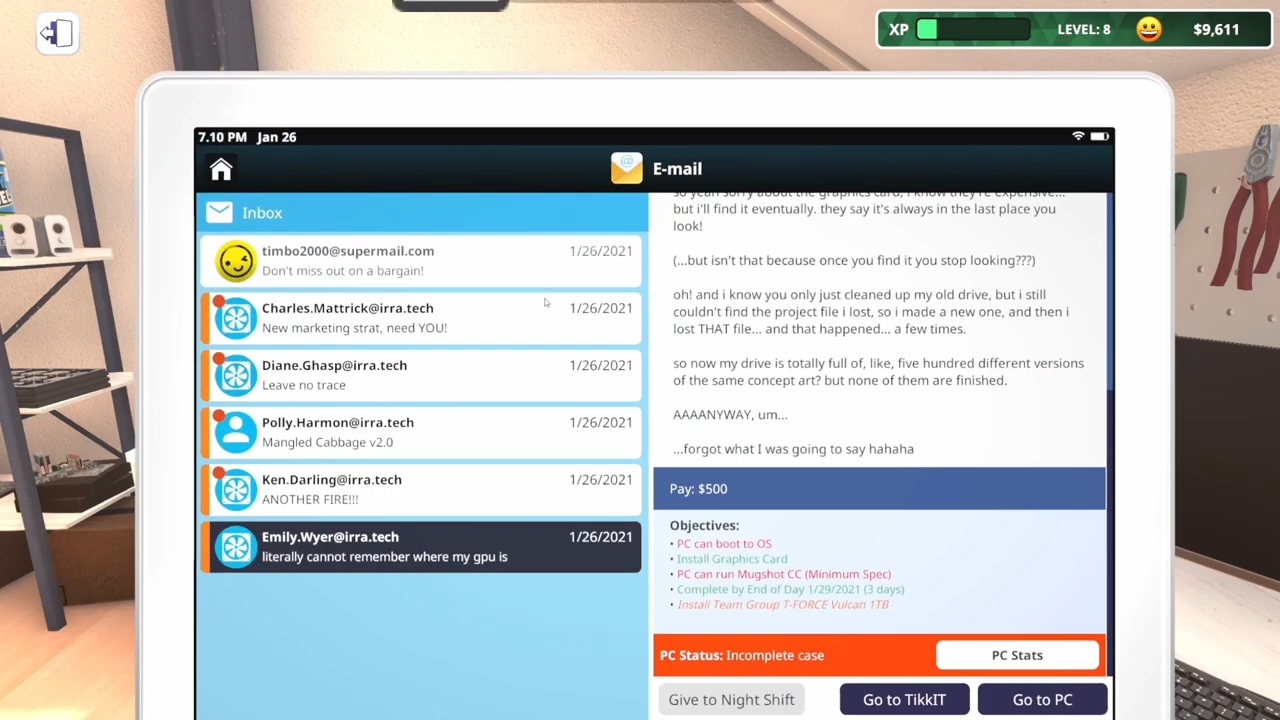 XP
LEVEL: 8
$9,611
7.10 PM Jan 26
E-mail
Inbox
timbo2000@supermail.com
1/26/2021
Don't miss out on a bargain!
Charles.Mattrick@irra.tech
1/26/2021
New marketing strat, need YOU!
Diane.Ghasp@irra.tech
1/26/2021
Leave no trace
Polly.Harmon@irra.tech
1/26/2021
Mangled Cabbage v2.0
Ken.Darling@irra.tech
1/26/2021
ANOTHER FIRE!!!
Emily.Wyer@irra.tech
1/26/2021
literally cannot remember where my gpu is
so yeah sorry about the graphics card, i know they're expensive...
but i'll find it eventually. they say it's always in the last place you
look!
(...but isn't that because once you find it you stop looking???)
oh! and i know you only just cleaned up my old drive, but i still
couldn't find the project file i lost, so i made a new one, and then i
lost THAT file... and that happened... a few times.
so now my drive is totally full of, like, five hundred different versions
of the same concept art? but none of them are finished.
AAAANYWAY, um...
...forgot what I was going to say hahaha
Pay: $500
Objectives:
• PC can boot to OS
• Install Graphics Card
• PC can run Mugshot CC (Minimum Spec)
• Complete by End of Day 1/29/2021 (3 days)
• Install Team Group T-FORCE Vulcan 1TB
PC Status: Incomplete case
PC Stats
Give to Night Shift
Go to TikkIT
Go to PC